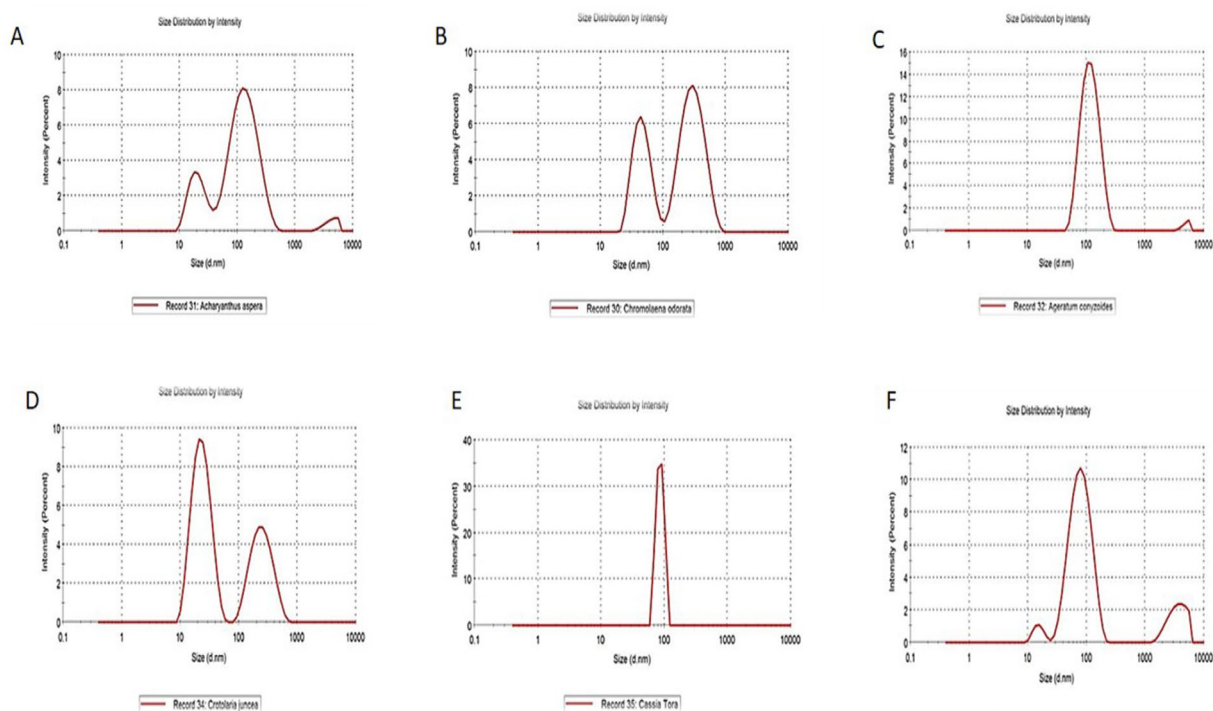 A
Size Distribution by Intensity
Intensity (Percent)
10
8
6
4
2
0
0.1 1 10 100 1000 10000
Size (d.nm)
Record 31: Acharyanthus aspera
B
Size Distribution by Intensity
Intensity (Percent)
10
8
6
4
2
0
0.1 1 10 100 1000 10000
Size (d.nm)
Record 30: Chromolaena odorata
C
Size Distribution by Intensity
Intensity (Percent)
16
14
12
10
8
6
4
2
0
0.1 1 10 100 1000 10000
Size (d.nm)
Record 32: Ageratum conyzoides
D
Size Distribution by Intensity
Intensity (Percent)
10
8
6
4
2
0
0.1 1 10 100 1000 10000
Size (d.nm)
Record 34: Crotolaria juncea
E
Size Distribution by Intensity
Intensity (Percent)
40
30
20
10
0
0.1 1 10 100 1000 10000
Size (d.nm)
Record 35: Cassia Tora
F
Size Distribution by Intensity
Intensity (Percent)
12
10
8
6
4
2
0
0.1 1 10 100 1000 10000
Size (d.nm)